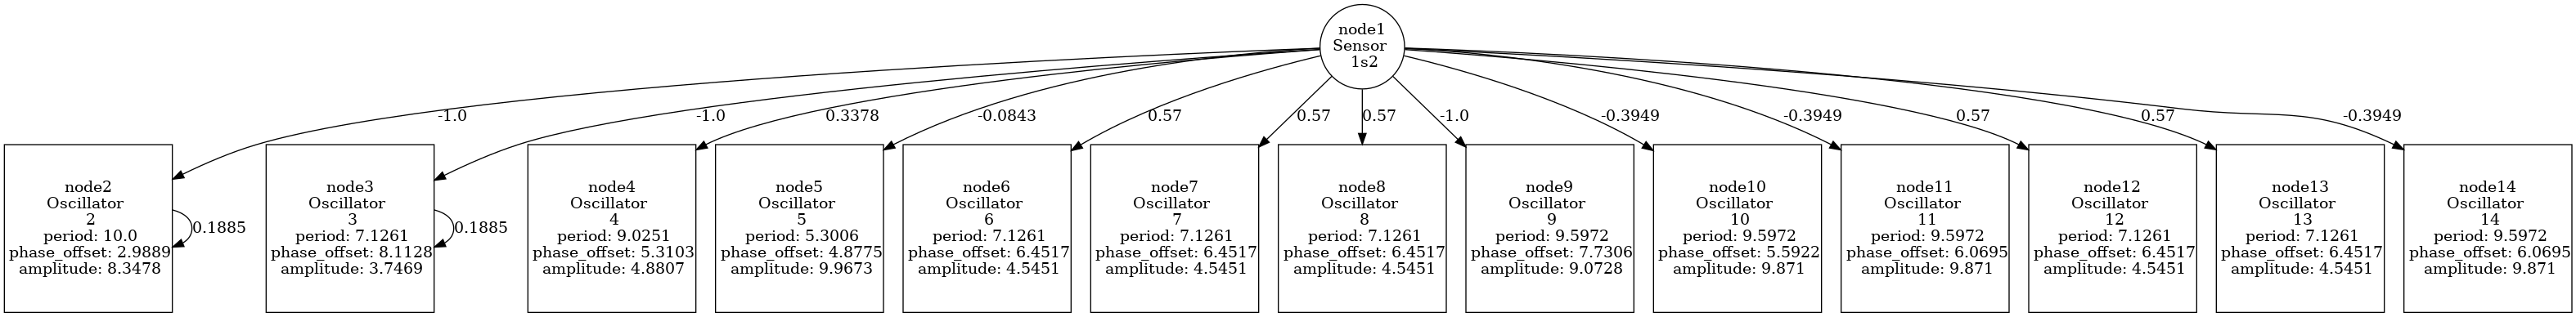 node1
Sensor
1s2
-1.0
-1.0
0.3378
-0.0843
0.57
0.57
0.57
-1.0
-0.3949
-0.3949
0.57
0.57
-0.3949
node2
Oscillator
2
period: 10.0
phase_offset: 2.9889
amplitude: 8.3478
0.1885
node3
Oscillator
3
period: 7.1261
phase_offset: 8.1128
amplitude: 3.7469
0.1885
node4
Oscillator
4
period: 9.0251
phase_offset: 5.3103
amplitude: 4.8807
node5
Oscillator
5
period: 5.3006
phase_offset: 4.8775
amplitude: 9.9673
node6
Oscillator
6
period: 7.1261
phase_offset: 6.4517
amplitude: 4.5451
node7
Oscillator
7
period: 7.1261
phase_offset: 6.4517
amplitude: 4.5451
node8
Oscillator
8
period: 7.1261
phase_offset: 6.4517
amplitude: 4.5451
node9
Oscillator
9
period: 9.5972
phase_offset: 7.7306
amplitude: 9.0728
node10
Oscillator
10
period: 9.5972
phase_offset: 5.5922
amplitude: 9.871
node11
Oscillator
11
period: 9.5972
phase_offset: 6.0695
amplitude: 9.871
node12
Oscillator
12
period: 7.1261
phase_offset: 6.4517
amplitude: 4.5451
node13
Oscillator
13
period: 7.1261
phase_offset: 6.4517
amplitude: 4.5451
node14
Oscillator
14
period: 9.5972
phase_offset: 6.0695
amplitude: 9.871